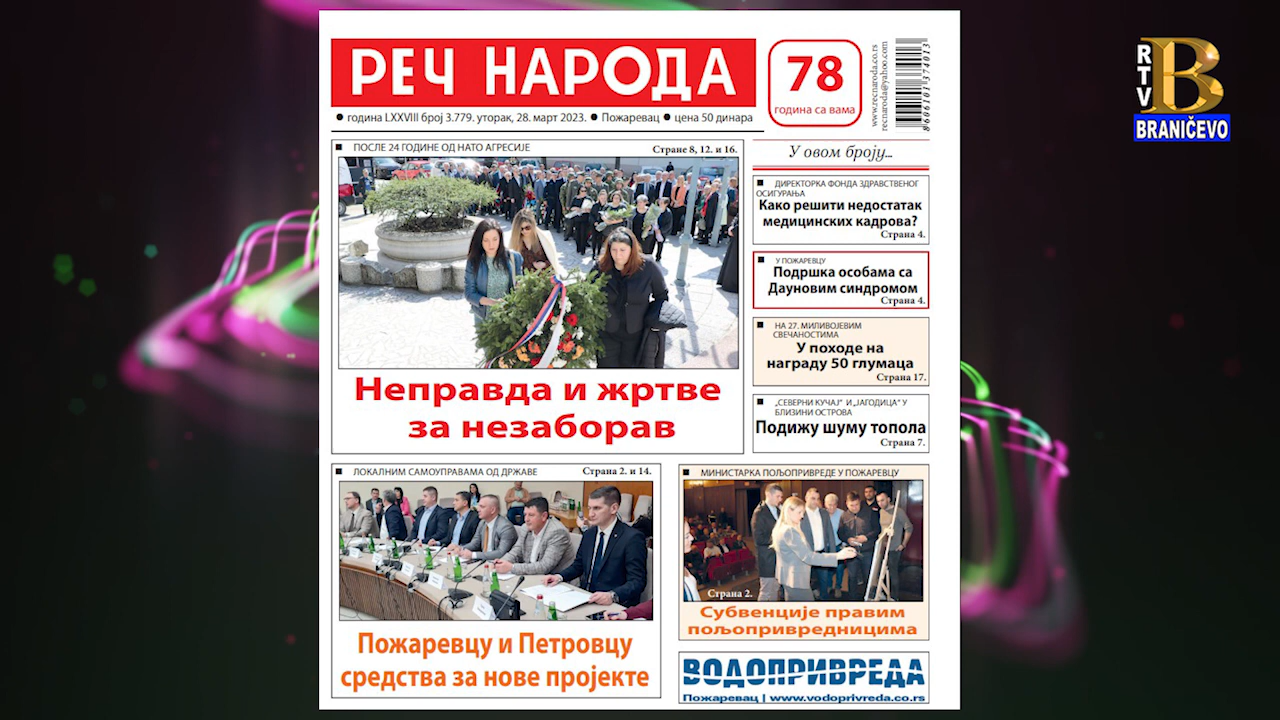 РЕЧ НАРОДА
78
година са вама
www.recnaroda.co.rs
recnaroda@yahoo.com
8606103374013
● година LXXVIII број 3.779. уторак, 28. март 2023. ● Пожаревац ● цена 50 динара
RTV
B
BRANIČEVO
■ ПОСЛЕ 24 ГОДИНЕ ОД НАТО АГРЕСИЈЕ
Стране 8, 12. и 16.
Неправда и жртве
за незаборав
У овом броју...
■ ДИРЕКТОРКА ФОНДА ЗДРАВСТВЕНОГ
ОСИГУРАЊА
Како решити недостатак
медицинских кадрова?
Страна 4.
■ У ПОЖАРЕВЦУ
Подршка особама са
Дауновим синдромом
Страна 4.
■ НА 27. МИЛИВОЈЕВИМ
СВЕЧАНОСТИМА
У походе на
награду 50 глумаца
Страна 17.
■ „СЕВЕРНИ КУЧАЈ“ И „ЈАГОДИЦА“ У
БЛИЗИНИ ОСТРОВА
Подижу шуму топола
Страна 7.
■ ЛОКАЛНИМ САМОУПРАВАМА ОД ДРЖАВЕ
Страна 2. и 14.
Пожаревцу и Петровцу
средства за нове пројекте
■ МИНИСТАРКА ПОЉОПРИВРЕДЕ У ПОЖАРЕВЦУ
Страна 2.
Субвенције правим
пољопривредницима
ВОДОПРИВРЕДА
Пожаревац | www.vodoprivreda.co.rs